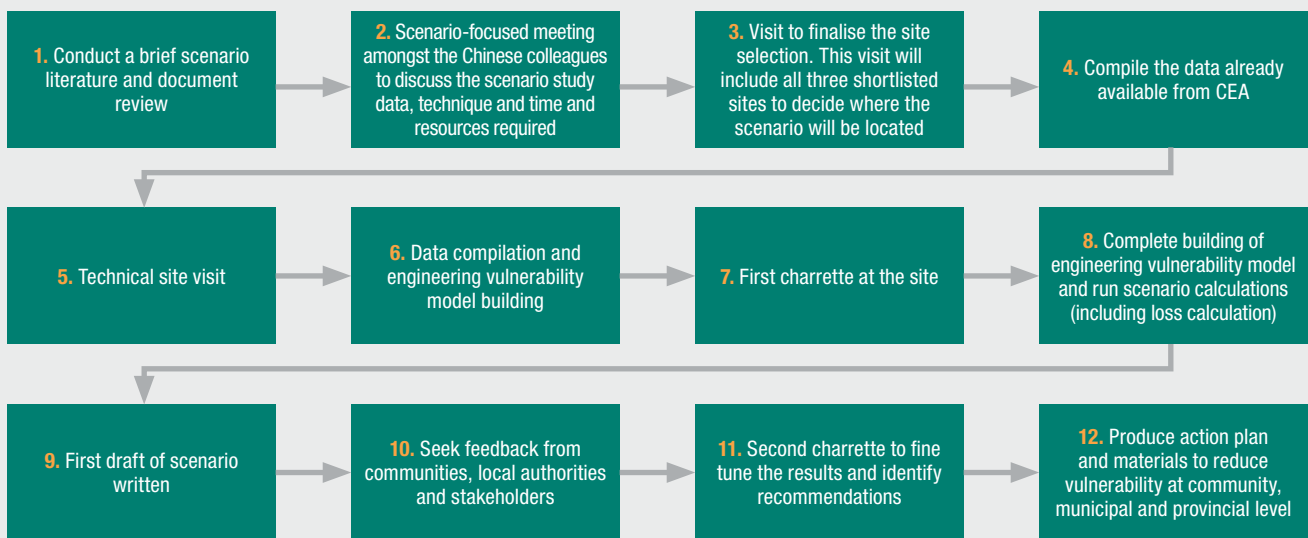 1. Conduct a brief scenario
literature and document
review
2. Scenario-focused meeting
amongst the Chinese colleagues
to discuss the scenario study
data, technique and time and
resources required
3. Visit to finalise the site
selection. This visit will
include all three shortlisted
sites to decide where the
scenario will be located
4. Compile the data already
available from CEA
5. Technical site visit
6. Data compilation and
engineering vulnerability
model building
7. First charrette at the site
8. Complete building of
engineering vulnerability model
and run scenario calculations
(including loss calculation)
9. First draft of scenario
written
10. Seek feedback from
communities, local authorities
and stakeholders
11. Second charrette to fine
tune the results and identify
recommendations
12. Produce action plan
and materials to reduce
vulnerability at community,
municipal and provincial level